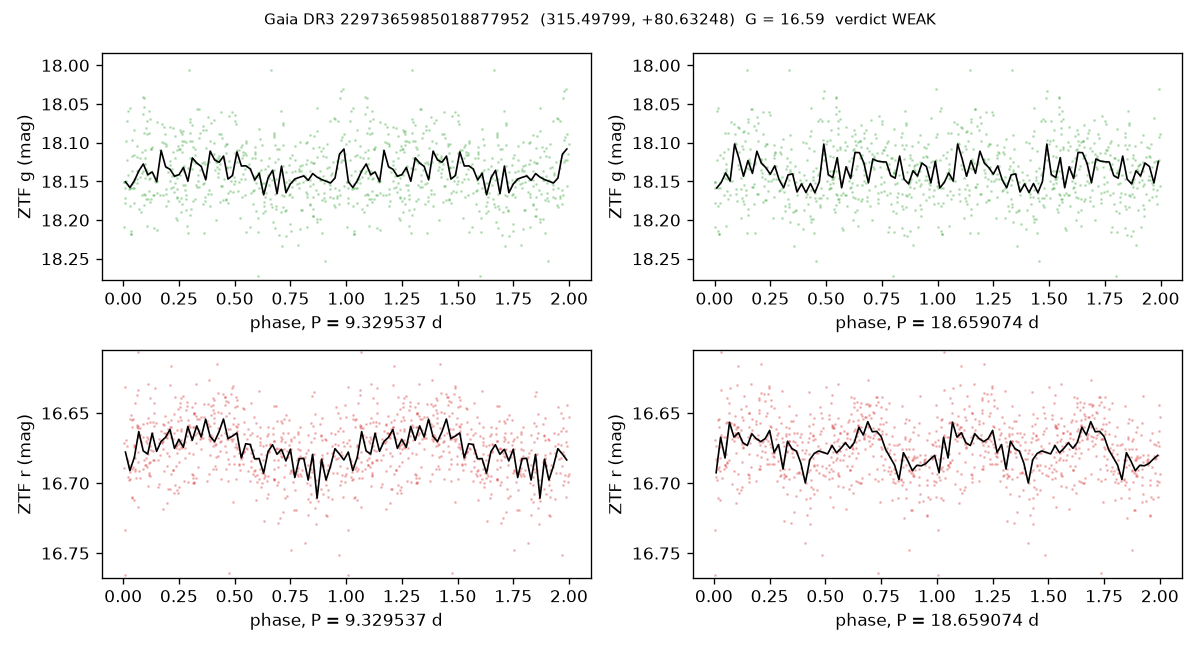 Gaia DR3 2297365985018877952 (315.49799, +80.63248) G = 16.59 verdict WEAK
ZTF g (mag)
18.00
18.05
18.10
18.15
18.20
18.25
0.00 0.25 0.50 0.75 1.00 1.25 1.50 1.75 2.00
phase, P = 9.329537 d
ZTF g (mag)
18.00
18.05
18.10
18.15
18.20
18.25
0.00 0.25 0.50 0.75 1.00 1.25 1.50 1.75 2.00
phase, P = 18.659074 d
ZTF r (mag)
16.65
16.70
16.75
0.00 0.25 0.50 0.75 1.00 1.25 1.50 1.75 2.00
phase, P = 9.329537 d
ZTF r (mag)
16.65
16.70
16.75
0.00 0.25 0.50 0.75 1.00 1.25 1.50 1.75 2.00
phase, P = 18.659074 d